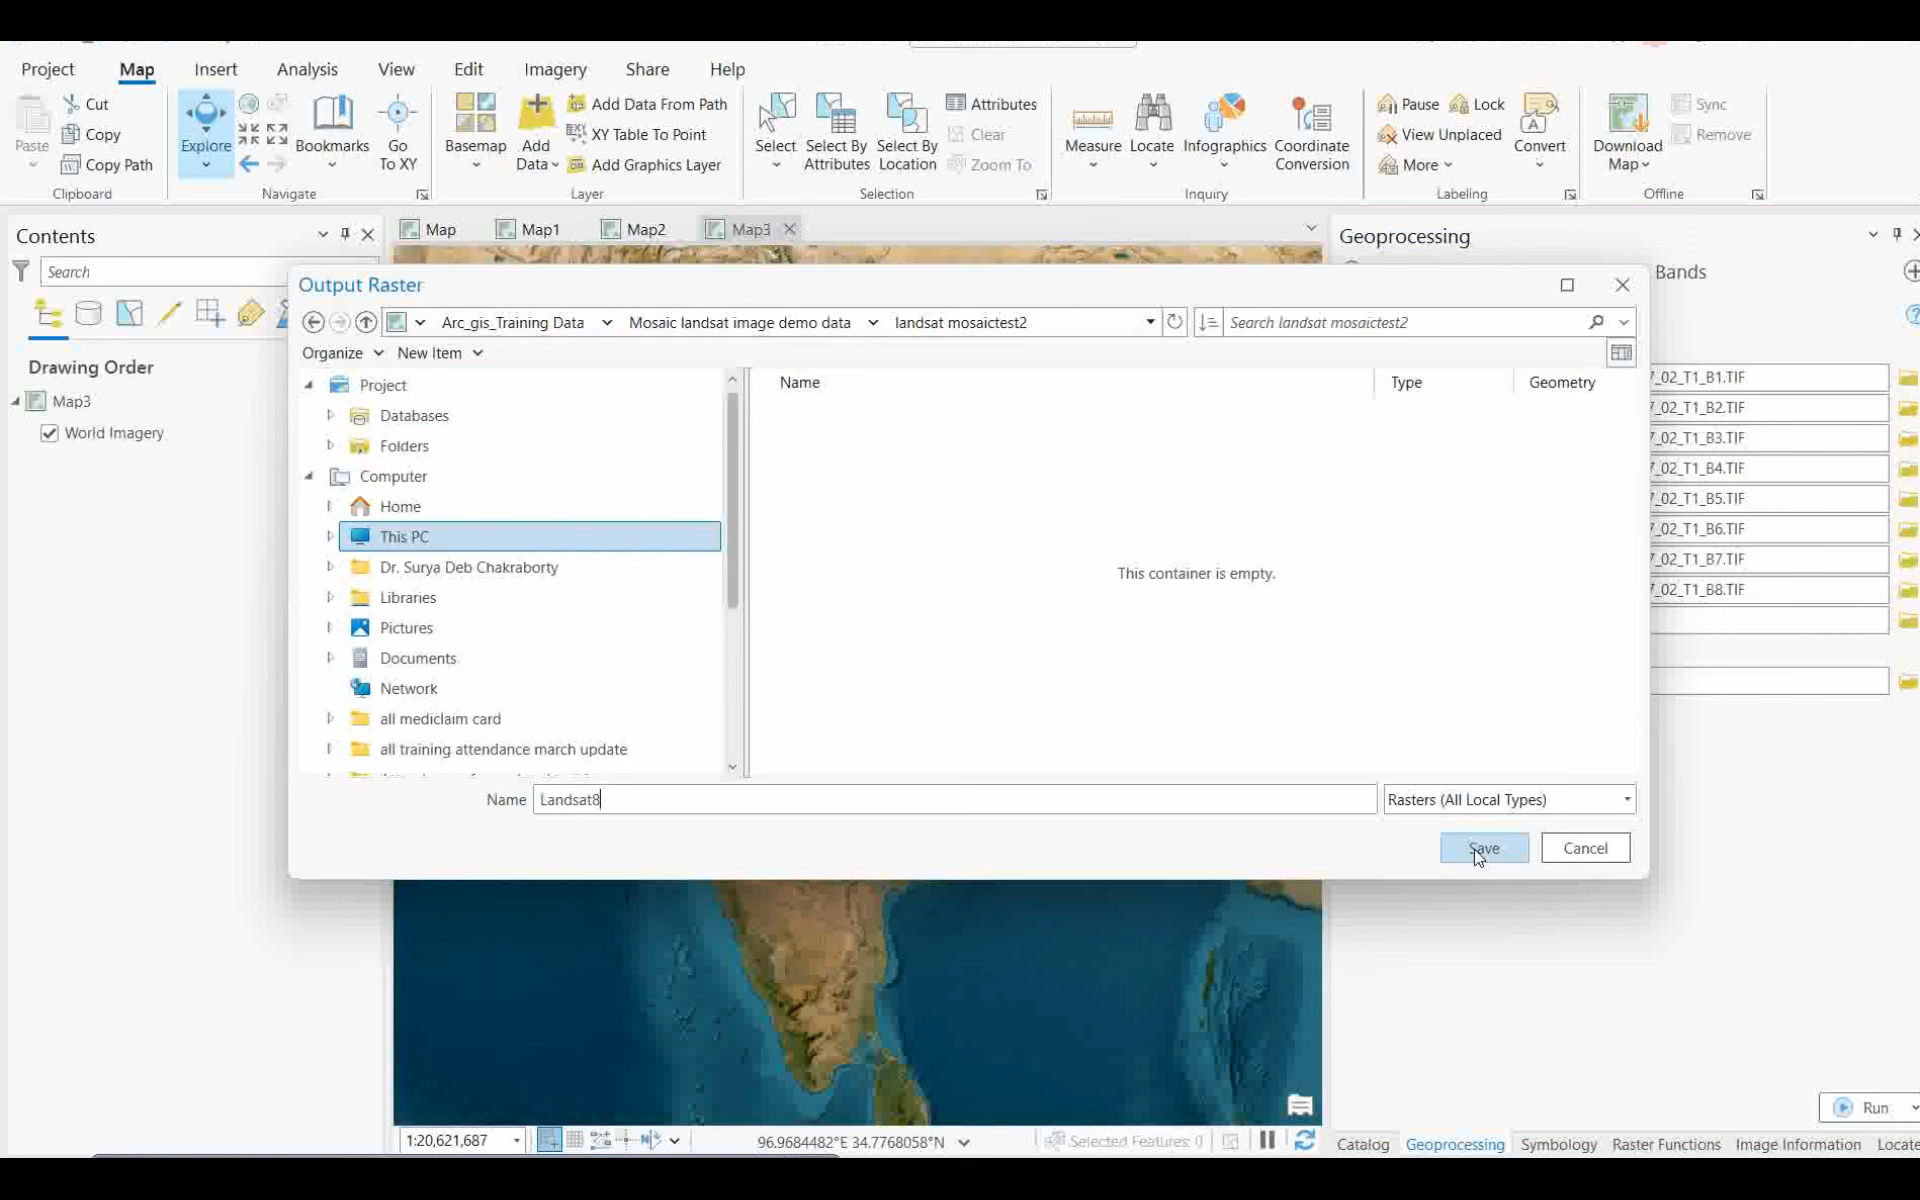 Project Map Insert Analysis View Edit Imagery Share Help
Cut
Copy
Copy Path
Paste
Clipboard
Explore
Bookmarks
Go
To XY
Navigate
Basemap
Add
Data
Add Data From Path
XY Table To Point
Add Graphics Layer
Layer
Select
Select By
Attributes
Select By
Location
Attributes
Clear
Zoom To
Selection
Measure
Locate
Infographics
Coordinate
Conversion
Inquiry
Pause Lock
View Unplaced
More
Convert
Labeling
Download
Map
Sync
Remove
Offline
Contents
Search
Drawing Order
Map3
World Imagery
Map Map1 Map2 Map3
Geoprocessing
Bands
Output Raster
Arc_gis_Training Data Mosaic landsat image demo data landsat mosaictest2
Search landsat mosaictest2
Organize New Item
Project
Databases
Folders
Computer
Home
This PC
Dr. Surya Deb Chakraborty
Libraries
Pictures
Documents
Network
all mediclaim card
all training attendance march update
Name Type Geometry
This container is empty.
Name Landsat8
Rasters (All Local Types)
Save Cancel
7_02_T1_B1.TIF
7_02_T1_B2.TIF
7_02_T1_B3.TIF
7_02_T1_B4.TIF
7_02_T1_B5.TIF
7_02_T1_B6.TIF
7_02_T1_B7.TIF
7_02_T1_B8.TIF
Run
1:20,621,687
96.9684482°E 34.7768058°N
Selected Features: 0
Catalog Geoprocessing Symbology Raster Functions Image Information Locate